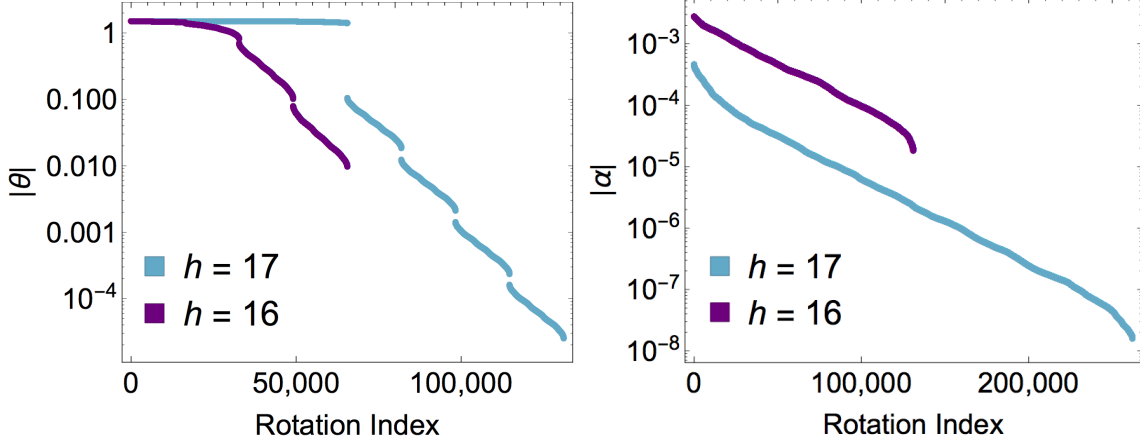 |θ|
1
0.100
0.010
0.001
10⁻⁴
h = 17
h = 16
0
50,000
100,000
Rotation Index
|α|
10⁻³
10⁻⁴
10⁻⁵
10⁻⁶
10⁻⁷
10⁻⁸
h = 17
h = 16
0
100,000
200,000
Rotation Index